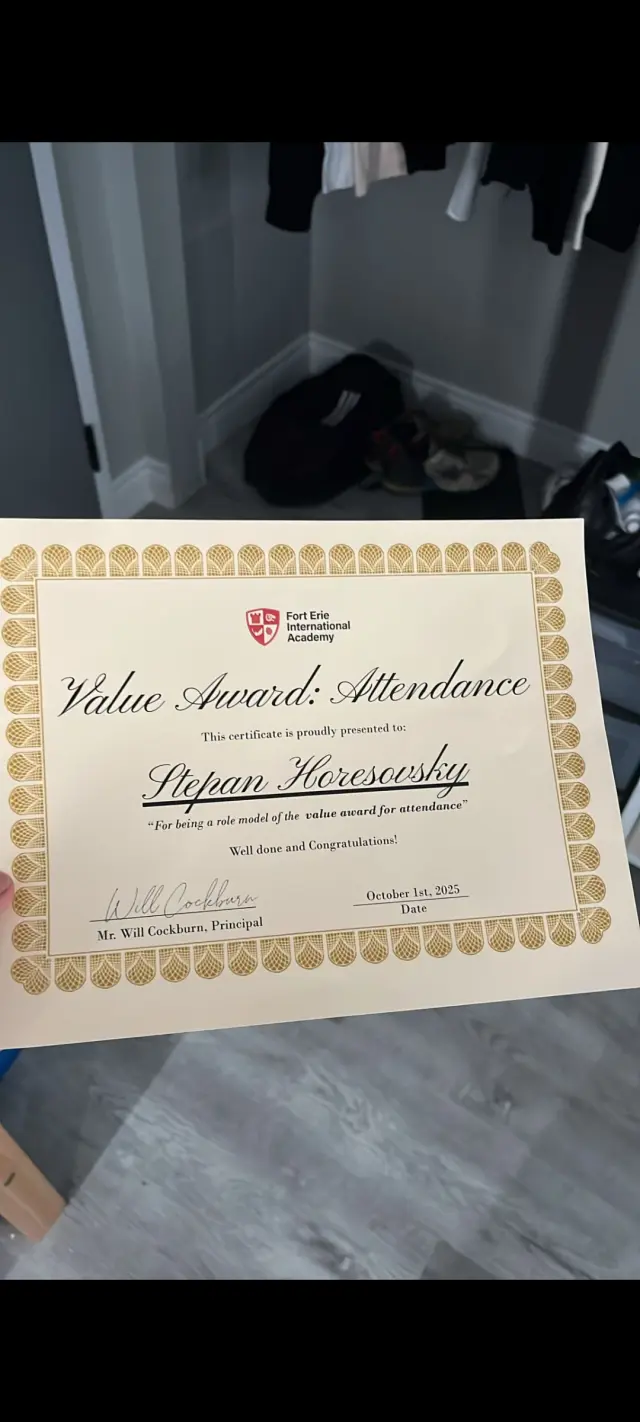 Fort Erie
International
Academy
Value Award: Attendance
This certificate is proudly presented to:
Stepan Horesovsky
“For being a role model of the value award for attendance”
Well done and Congratulations!
Will Cockburn
October 1st, 2025
Mr. Will Cockburn, Principal
Date